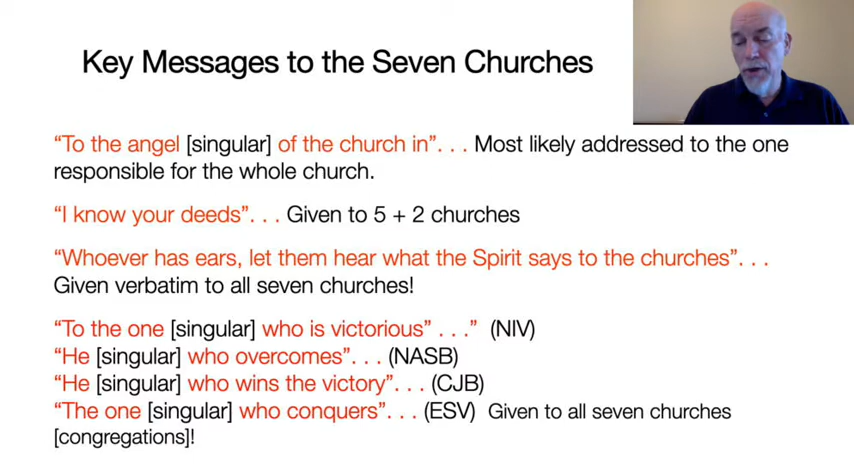 Key Messages to the Seven Churches
“To the angel [singular] of the church in”. . . Most likely addressed to the one
responsible for the whole church.
“I know your deeds”. . . Given to 5 + 2 churches
“Whoever has ears, let them hear what the Spirit says to the churches”. . .
Given verbatim to all seven churches!
“To the one [singular] who is victorious” . . .” (NIV)
“He [singular] who overcomes”. . . (NASB)
“He [singular] who wins the victory”. . . (CJB)
“The one [singular] who conquers”. . . (ESV) Given to all seven churches
[congregations]!